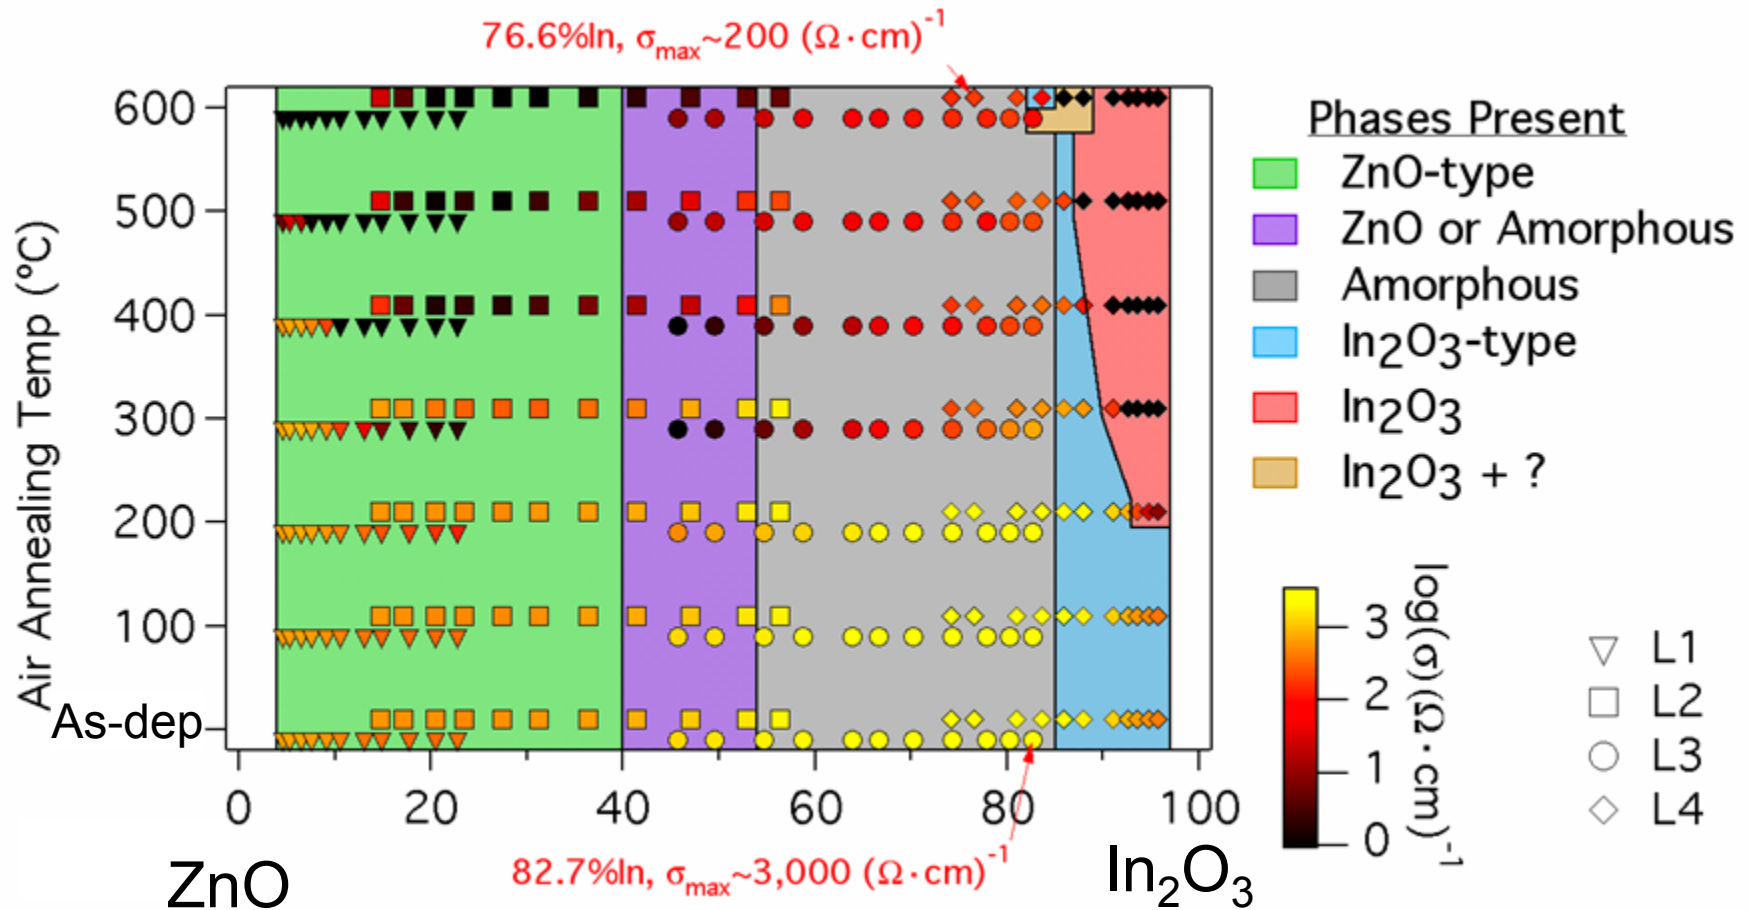 76.6%In, σmax~200 (Ω·cm)-1
600
500
400
300
200
100
As-dep
Air Annealing Temp (ºC)
0 20 40 60 80 100
ZnO
In2O3
82.7%In, σmax~3,000 (Ω·cm)-1
Phases Present
ZnO-type
ZnO or Amorphous
Amorphous
In2O3-type
In2O3
In2O3 + ?
3
2
1
0
log(σ)(Ω·cm)-1
L1
L2
L3
L4